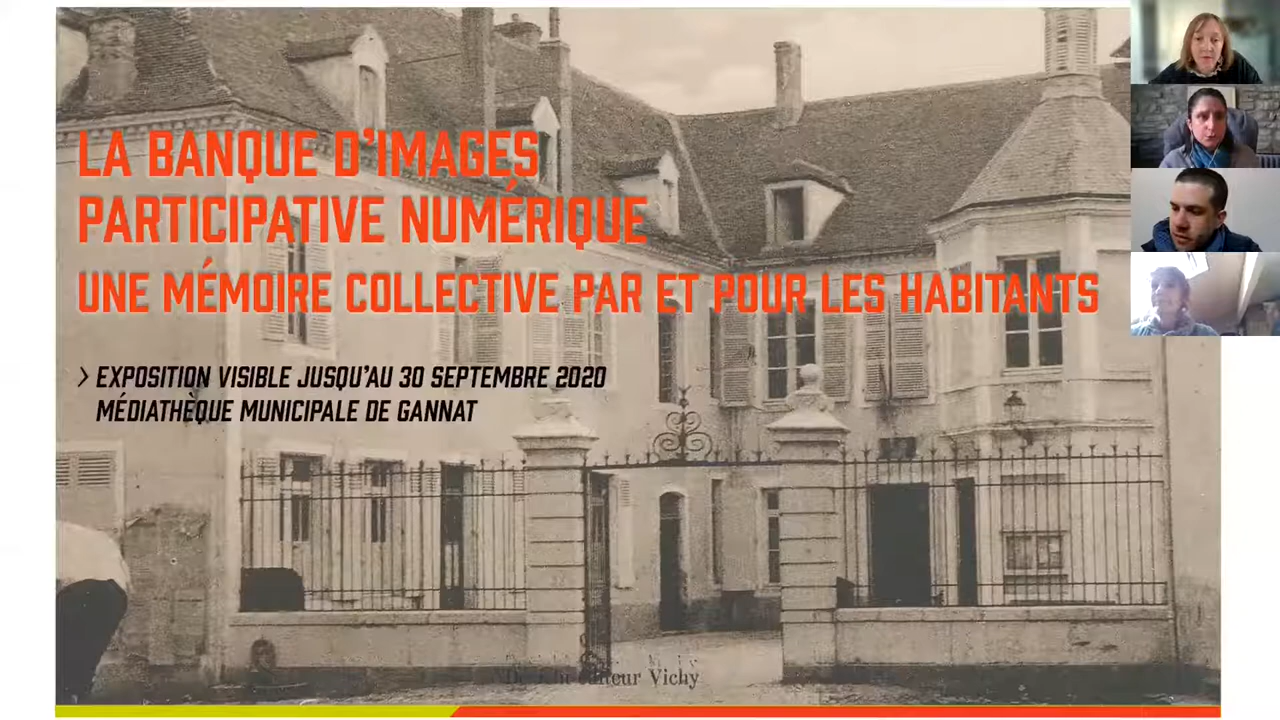 LA BANQUE D'IMAGES
PARTICIPATIVE NUMÉRIQUE
UNE MÉMOIRE COLLECTIVE PAR ET POUR LES HABITANTS
> EXPOSITION VISIBLE JUSQU'AU 30 SEPTEMBRE 2020
MÉDIATHÈQUE MUNICIPALE DE GANNAT
Vichy